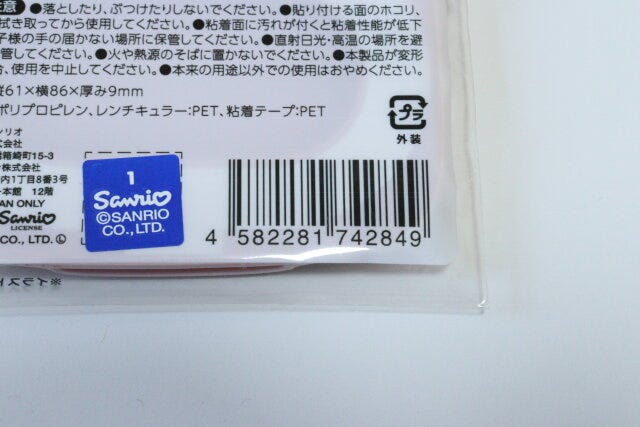 注意 ●落としたり、ぶつけたりしないでください。●貼り付ける面のホコリ、
拭き取ってから使用してください。●粘着面に汚れが付くと粘着性能が低下
子様の手の届かない場所に保管してください。●直射日光・高温の場所を避
管してください。●火や熱源のそばに置かないでください。●本製品が変形
合、使用を中止してください。●本来の用途以外での使用はおやめください。
縦61×横86×厚み9mm
ポリプロピレン、レンチキュラー:PET、粘着テープ:PET
プラ
外装
ンリオ
式会社
箱崎町15-3
株式会社
内1丁目8番3号
本館 12階
AN ONLY
Sanrio
LICENSE
CO., LTD. Ⓛ
1
Sanrio
©SANRIO
CO., LTD.
4 582281 742849
※イラスト